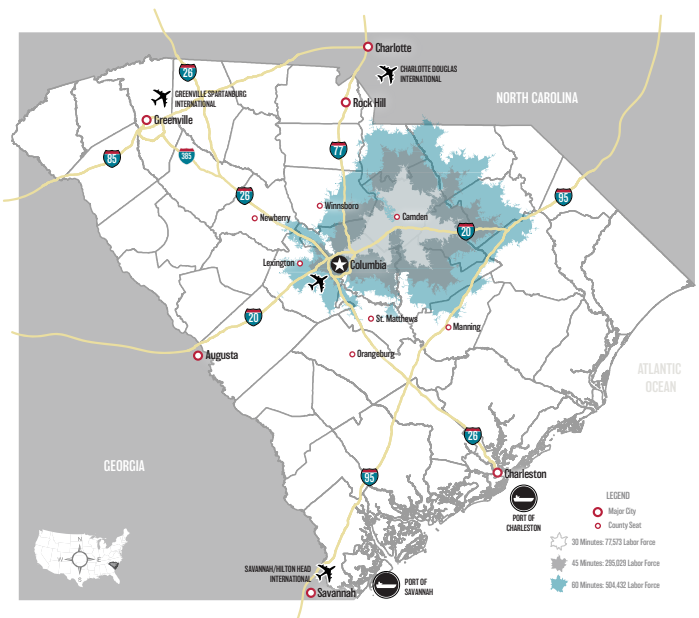 Charlotte
26
CHARLOTTE DOUGLAS
INTERNATIONAL
GREENVILLE SPARTANBURG
INTERNATIONAL
NORTH CAROLINA
Rock Hill
Greenville
77
85
385
26
95
Winnsboro
Newberry
Camden
20
Lexington
Columbia
20
St. Matthews
Manning
Augusta
Orangeburg
ATLANTIC
OCEAN
26
GEORGIA
95
Charleston
PORT OF
CHARLESTON
LEGEND
Major City
County Seat
30 Minutes: 77,573 Labor Force
45 Minutes: 295,029 Labor Force
60 Minutes: 504,432 Labor Force
N
W
E
S
SAVANNAH/HILTON HEAD
INTERNATIONAL
PORT OF
SAVANNAH
Savannah